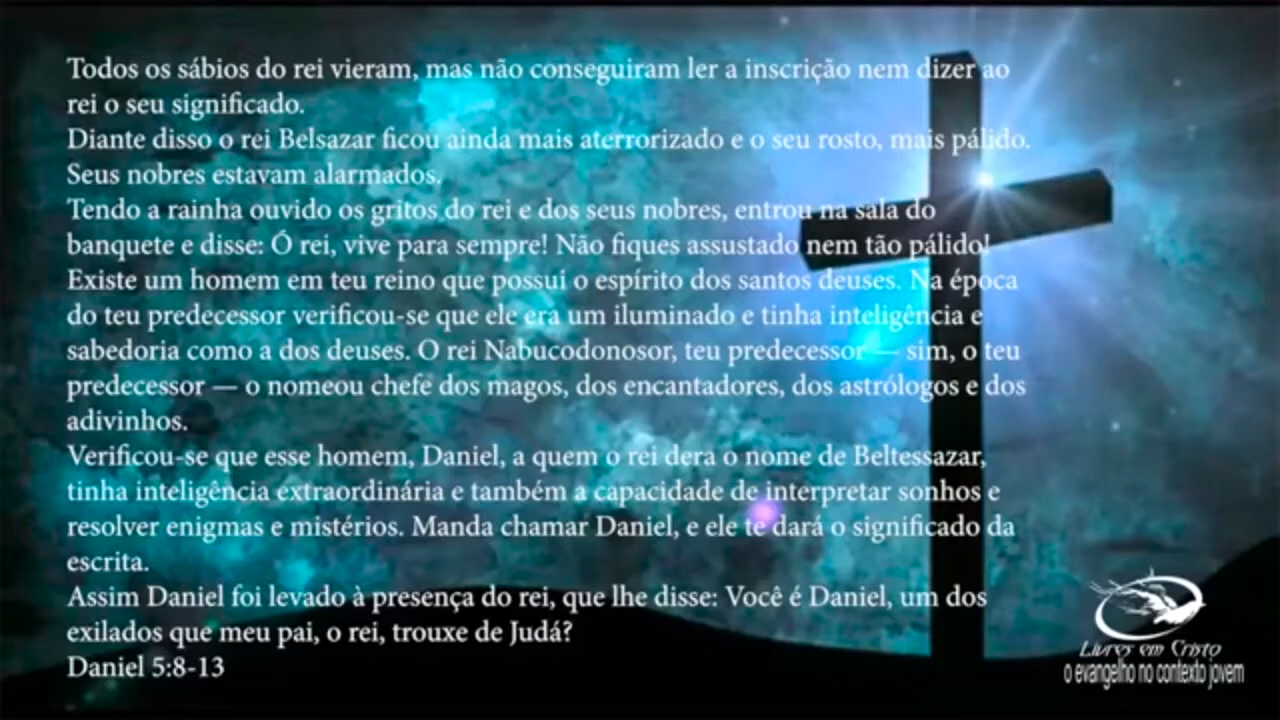 Todos os sábios do rei vieram, mas não conseguiram ler a inscrição nem dizer ao
rei o seu significado.
Diante disso o rei Belsazar ficou ainda mais aterrorizado e o seu rosto, mais pálido.
Seus nobres estavam alarmados.
Tendo a rainha ouvido os gritos do rei e dos seus nobres, entrou na sala do
banquete e disse: Ó rei, vive para sempre! Não fiques assustado nem tão pálido!
Existe um homem em teu reino que possui o espírito dos santos deuses. Na época
do teu predecessor verificou-se que ele era um iluminado e tinha inteligência e
sabedoria como a dos deuses. O rei Nabucodonosor, teu predecessor — sim, o teu
predecessor — o nomeou chefe dos magos, dos encantadores, dos astrólogos e dos
adivinhos.
Verificou-se que esse homem, Daniel, a quem o rei dera o nome de Beltessazar,
tinha inteligência extraordinária e também a capacidade de interpretar sonhos e
resolver enigmas e mistérios. Manda chamar Daniel, e ele te dará o significado da
escrita.
Assim Daniel foi levado à presença do rei, que lhe disse: Você é Daniel, um dos
exilados que meu pai, o rei, trouxe de Judá?
Daniel 5:8-13
Livres em Cristo
o evangelho no contexto jovem